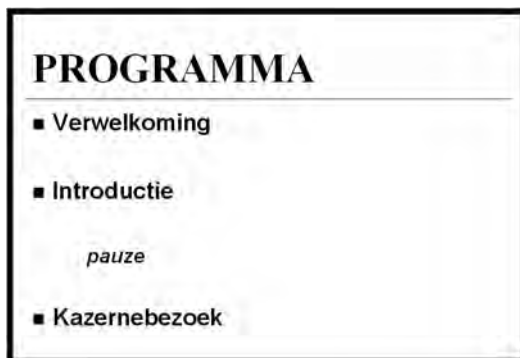 PROGRAMMA
■ Verwelkoming
■ Introductie
pauze
■ Kazernebezoek